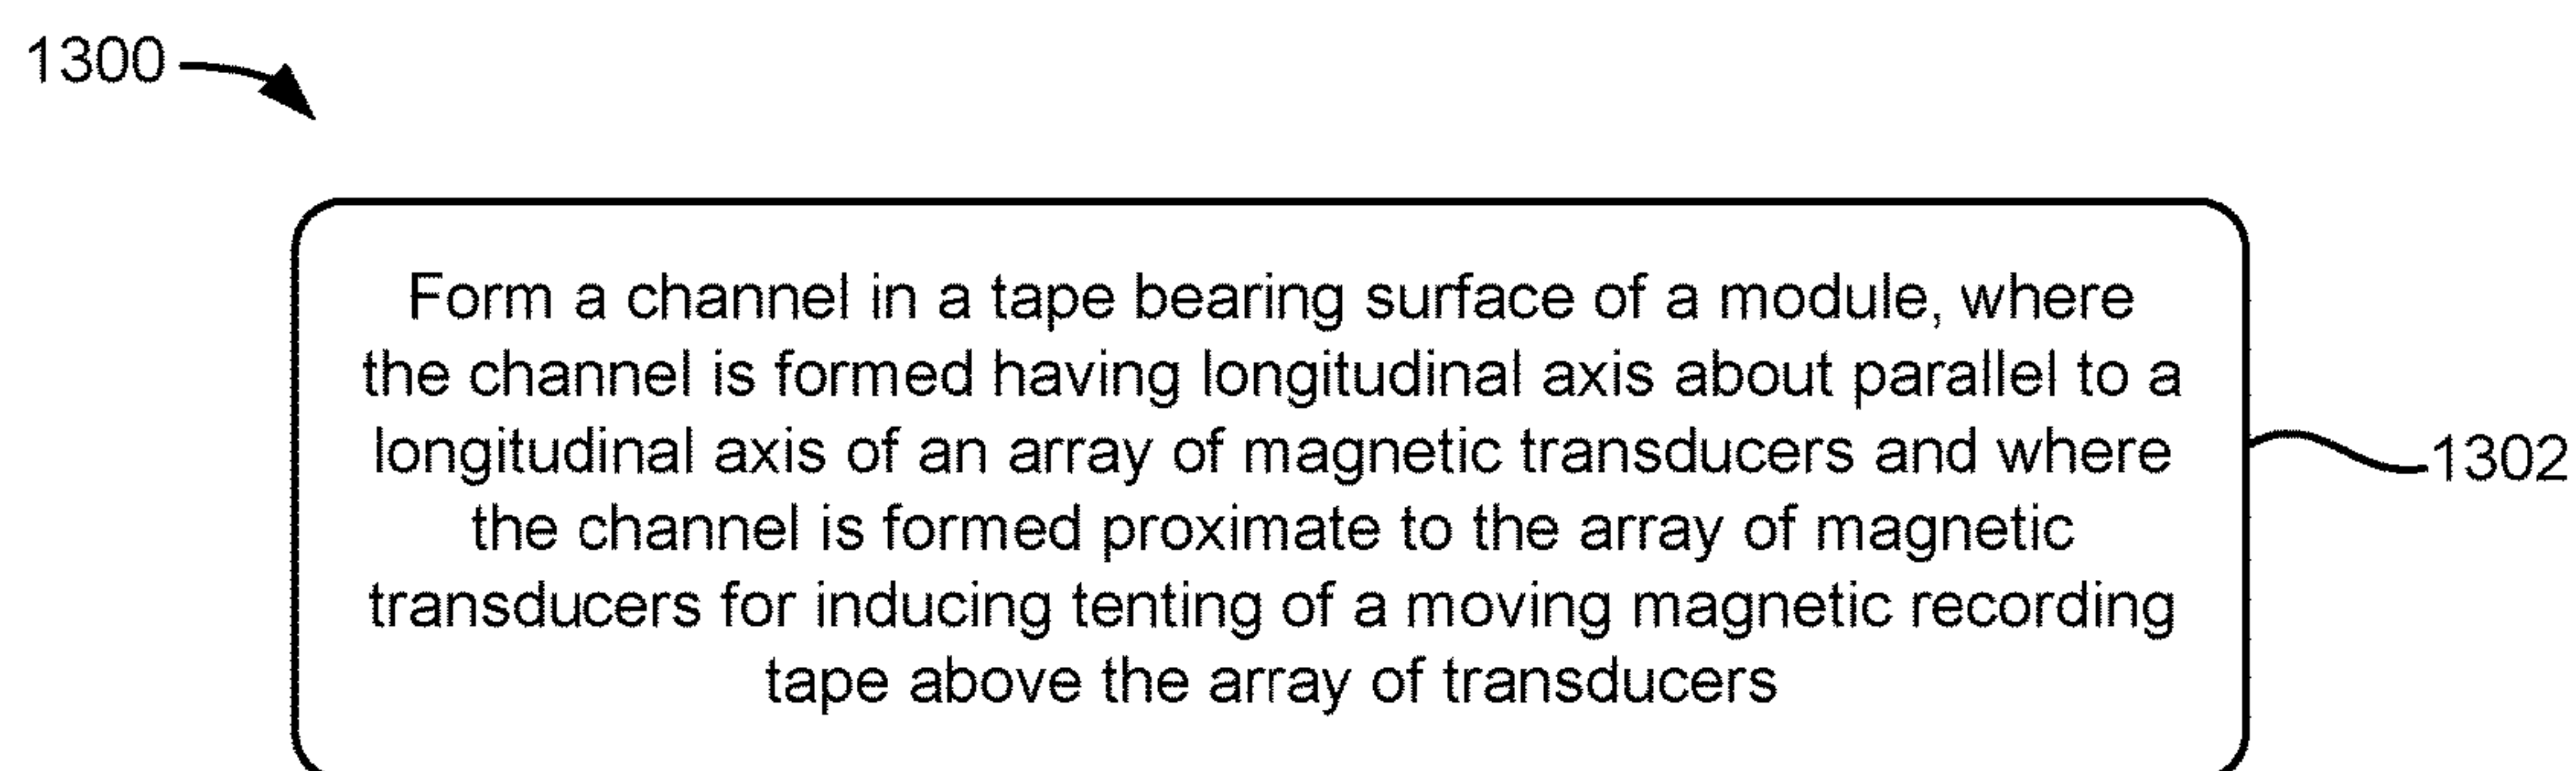 1300
Form a channel in a tape bearing surface of a module, where
the channel is formed having longitudinal axis about parallel to a
longitudinal axis of an array of magnetic transducers and where
the channel is formed proximate to the array of magnetic
transducers for inducing tenting of a moving magnetic recording
tape above the array of transducers
1302